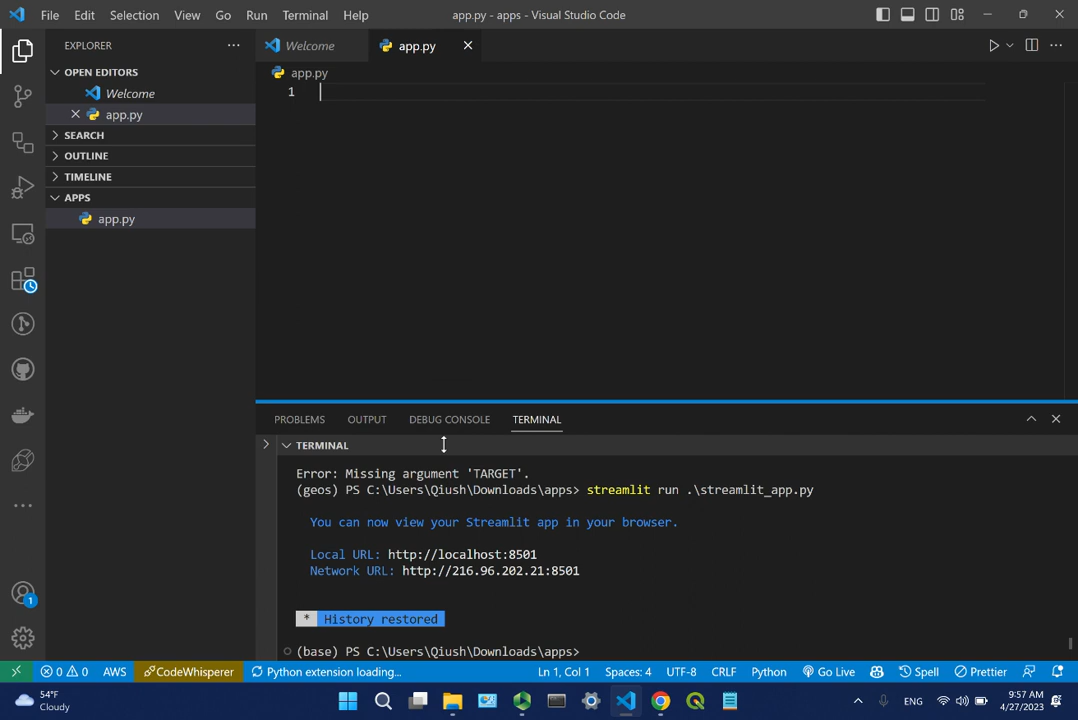 File Edit Selection View Go Run Terminal Help
app.py - apps - Visual Studio Code
EXPLORER
Welcome
app.py
OPEN EDITORS
Welcome
app.py
SEARCH
OUTLINE
TIMELINE
APPS
app.py
app.py
1
PROBLEMS OUTPUT DEBUG CONSOLE TERMINAL
TERMINAL
Error: Missing argument 'TARGET'.
(geos) PS C:\Users\Qiush\Downloads\apps> streamlit run .\streamlit_app.py
You can now view your Streamlit app in your browser.
Local URL: http://localhost:8501
Network URL: http://216.96.202.21:8501
* History restored
(base) PS C:\Users\Qiush\Downloads\apps>
1
0 0 AWS CodeWhisperer Python extension loading... Ln 1, Col 1 Spaces: 4 UTF-8 CRLF Python Go Live Spell Prettier
54°F
Cloudy
ENG
9:57 AM
4/27/2023